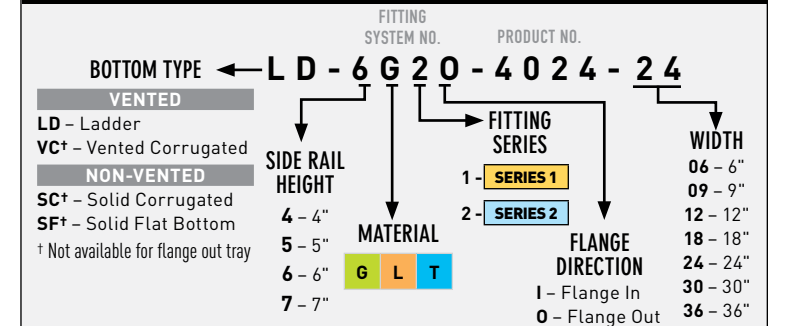 FITTING
SYSTEM NO.
PRODUCT NO.
BOTTOM TYPE
LD-6G2O-4024-24
VENTED
LD – Ladder
VC† – Vented Corrugated
NON-VENTED
SC† – Solid Corrugated
SF† – Solid Flat Bottom
† Not available for flange out tray
SIDE RAIL
HEIGHT
4 – 4"
5 – 5"
6 – 6"
7 – 7"
MATERIAL
G L T
FITTING
SERIES
1 - SERIES 1
2 - SERIES 2
FLANGE
DIRECTION
I – Flange In
O – Flange Out
WIDTH
06 – 6"
09 – 9"
12 – 12"
18 – 18"
24 – 24"
30 – 30"
36 – 36"